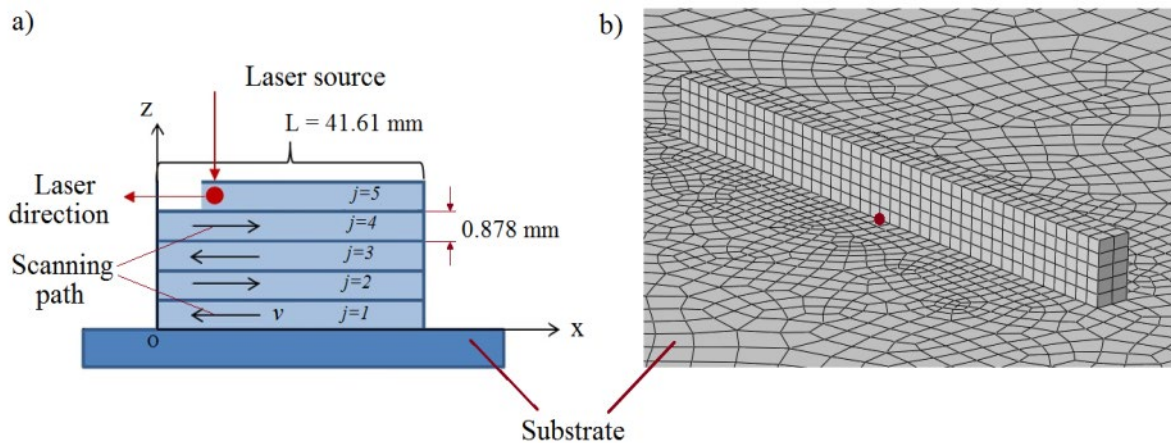 a)
b)
Laser source
z
L = 41.61 mm
Laser
direction
j=5
j=4
0.878 mm
Scanning
path
j=3
j=2
v
j=1
o
x
Substrate